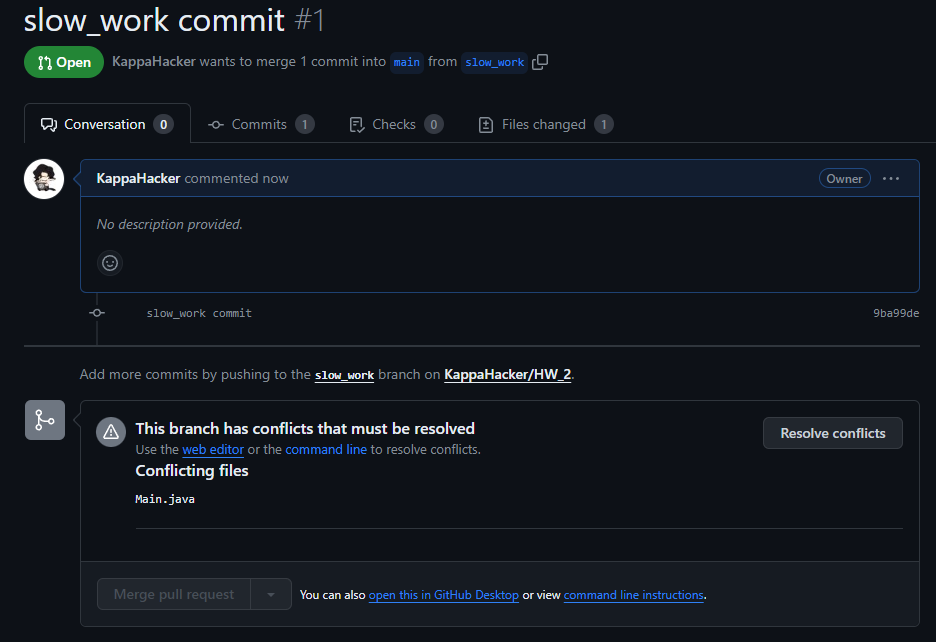 slow_work commit #1
Open KappaHacker wants to merge 1 commit into main from slow_work
Conversation 0 Commits 1 Checks 0 Files changed 1
KappaHacker commented now Owner
No description provided.
slow_work commit 9ba99de
Add more commits by pushing to the slow_work branch on KappaHacker/HW_2.
This branch has conflicts that must be resolved
Resolve conflicts
Use the web editor or the command line to resolve conflicts.
Conflicting files
Main.java
Merge pull request You can also open this in GitHub Desktop or view command line instructions.